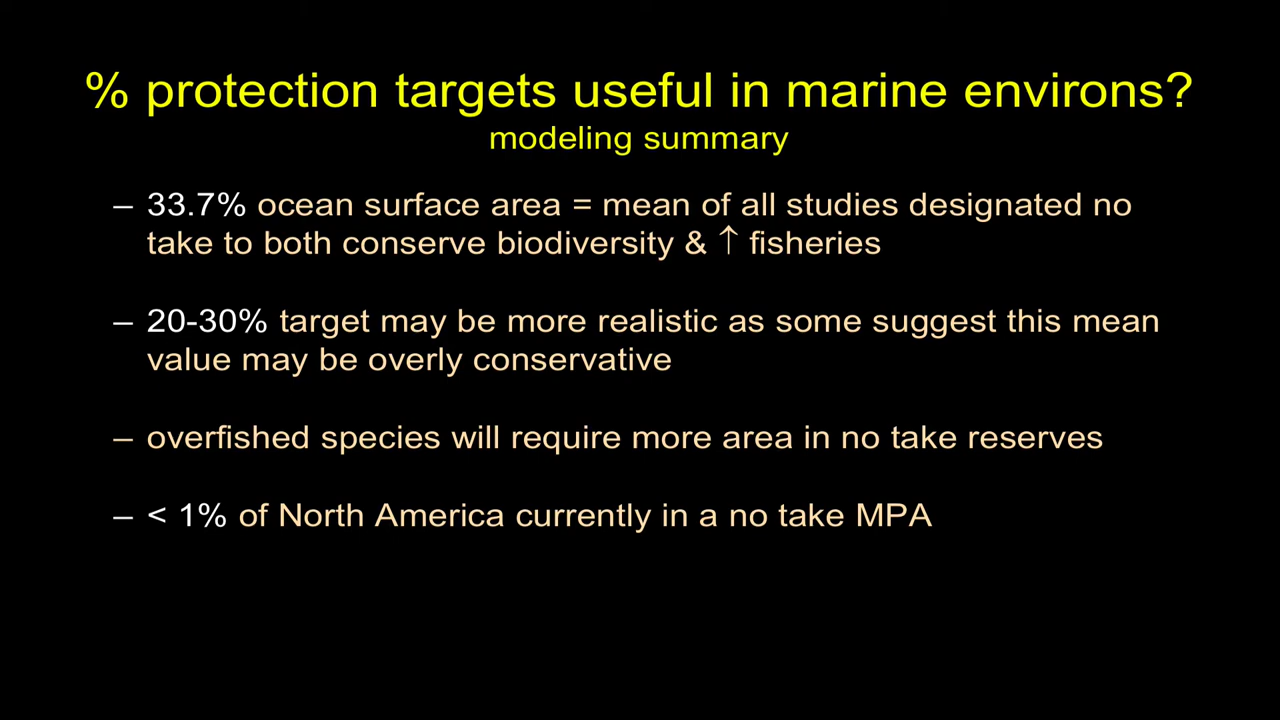 % protection targets useful in marine environs?
modeling summary
– 33.7% ocean surface area = mean of all studies designated no
take to both conserve biodiversity & ↑ fisheries
– 20-30% target may be more realistic as some suggest this mean
value may be overly conservative
– overfished species will require more area in no take reserves
– < 1% of North America currently in a no take MPA